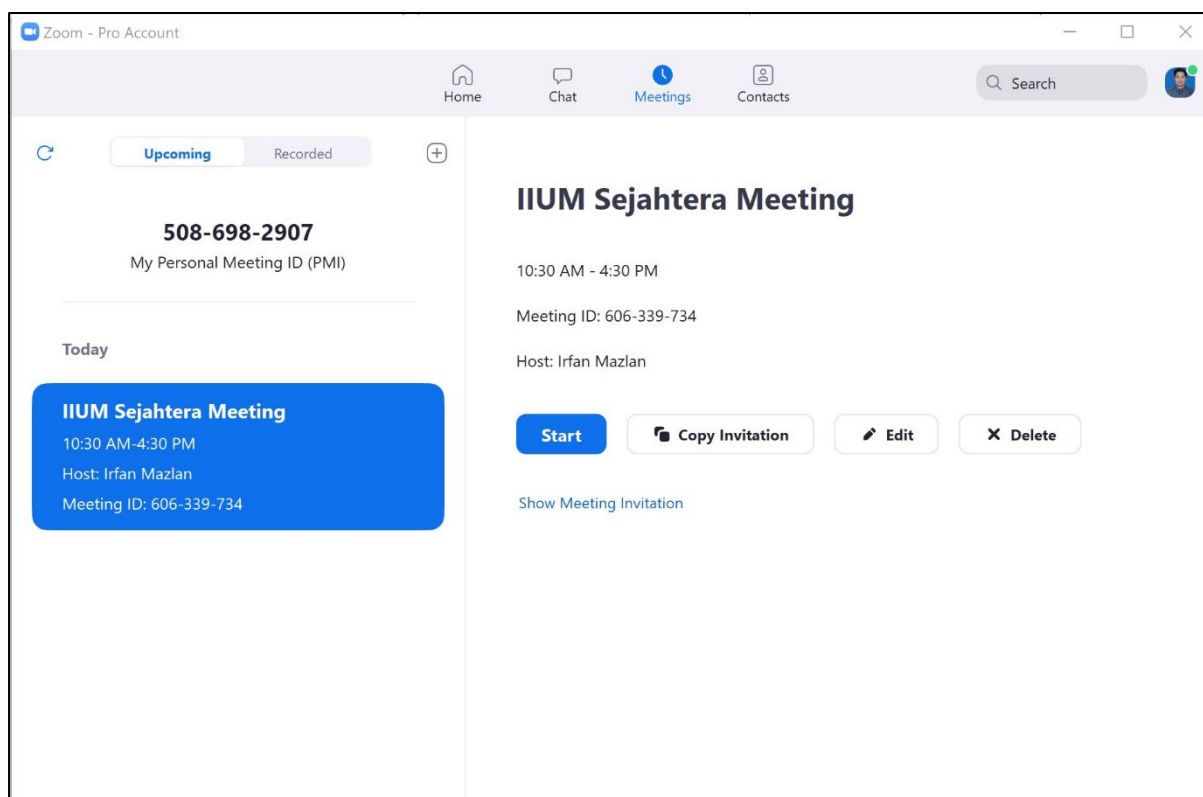 Zoom - Pro Account
Home
Chat
Meetings
Contacts
Search
Upcoming
Recorded
508-698-2907
My Personal Meeting ID (PMI)
Today
IIUM Sejahtera Meeting
10:30 AM-4:30 PM
Host: Irfan Mazlan
Meeting ID: 606-339-734
IIUM Sejahtera Meeting
10:30 AM - 4:30 PM
Meeting ID: 606-339-734
Host: Irfan Mazlan
Start
Copy Invitation
Edit
Delete
Show Meeting Invitation